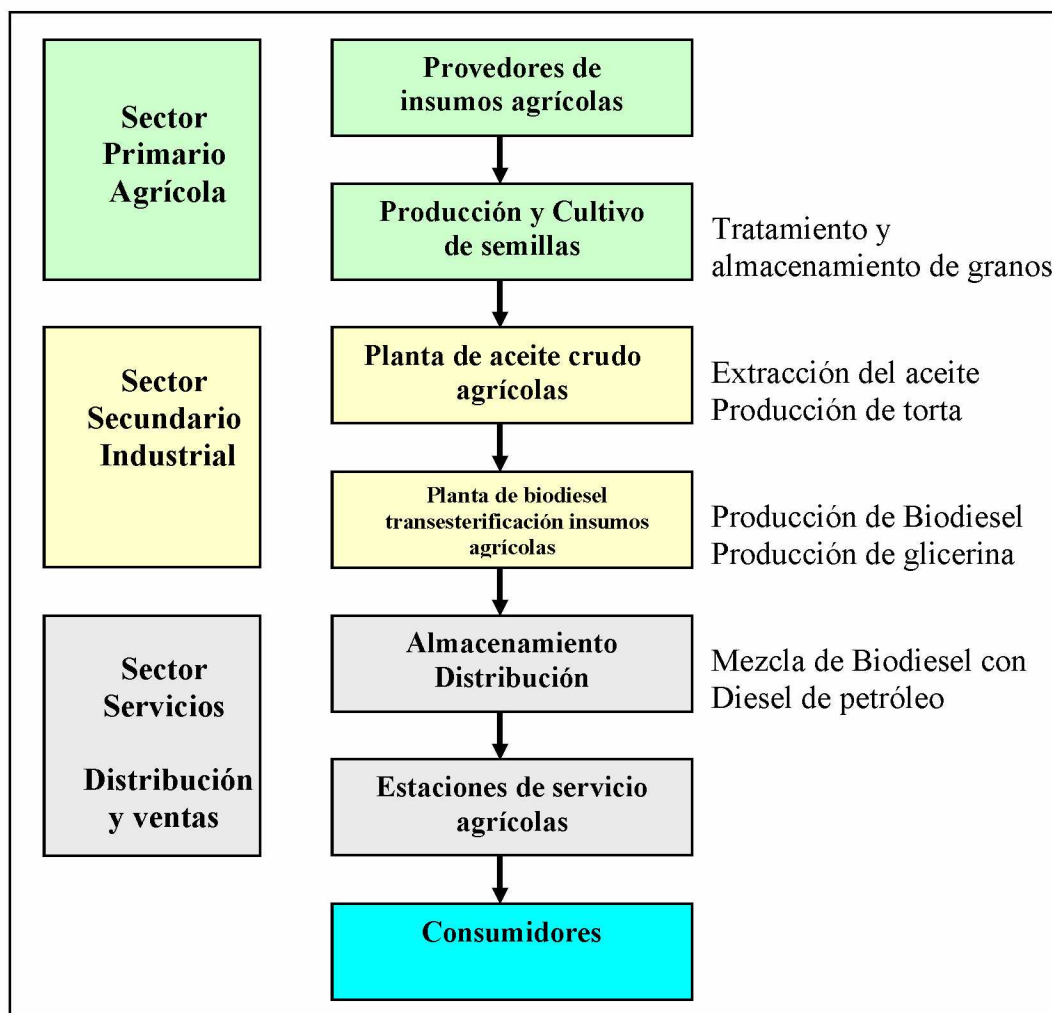 Sector
Primario
Agrícola
Provedores de
insumos agrícolas
Producción y Cultivo
de semillas
Tratamiento y
almacenamiento de granos
Sector
Secundario
Industrial
Planta de aceite crudo
agrícolas
Extracción del aceite
Producción de torta
Planta de biodiesel
transesterificación insumos
agrícolas
Producción de Biodiesel
Producción de glicerina
Sector
Servicios
Distribución
y ventas
Almacenamiento
Distribución
Mezcla de Biodiesel con
Diesel de petróleo
Estaciones de servicio
agrícolas
Consumidores